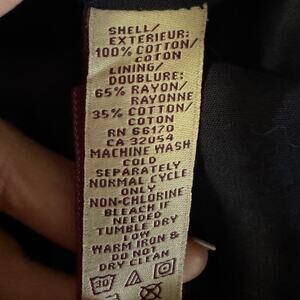 SHELL/
EXTERIEUR:
100% COTTON/
COTON
LINING/
DOUBLURE:
65% RAYON/
RAYONNE
35% COTTON/
COTON
RN 66170
CA 32054
MACHINE WASH
COLD
SEPARATELY
NORMAL CYCLE
ONLY
NON-CHLORINE
BLEACH IF
NEEDED
TUMBLE DRY
LOW
WARM IRON &
DO NOT
DRY CLEAN
30